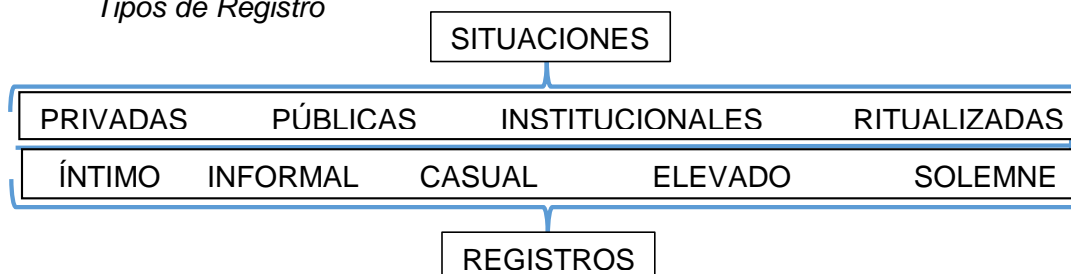 Tipos de Registro
SITUACIONES
PRIVADAS PÚBLICAS INSTITUCIONALES RITUALIZADAS
ÍNTIMO INFORMAL CASUAL ELEVADO SOLEMNE
REGISTROS